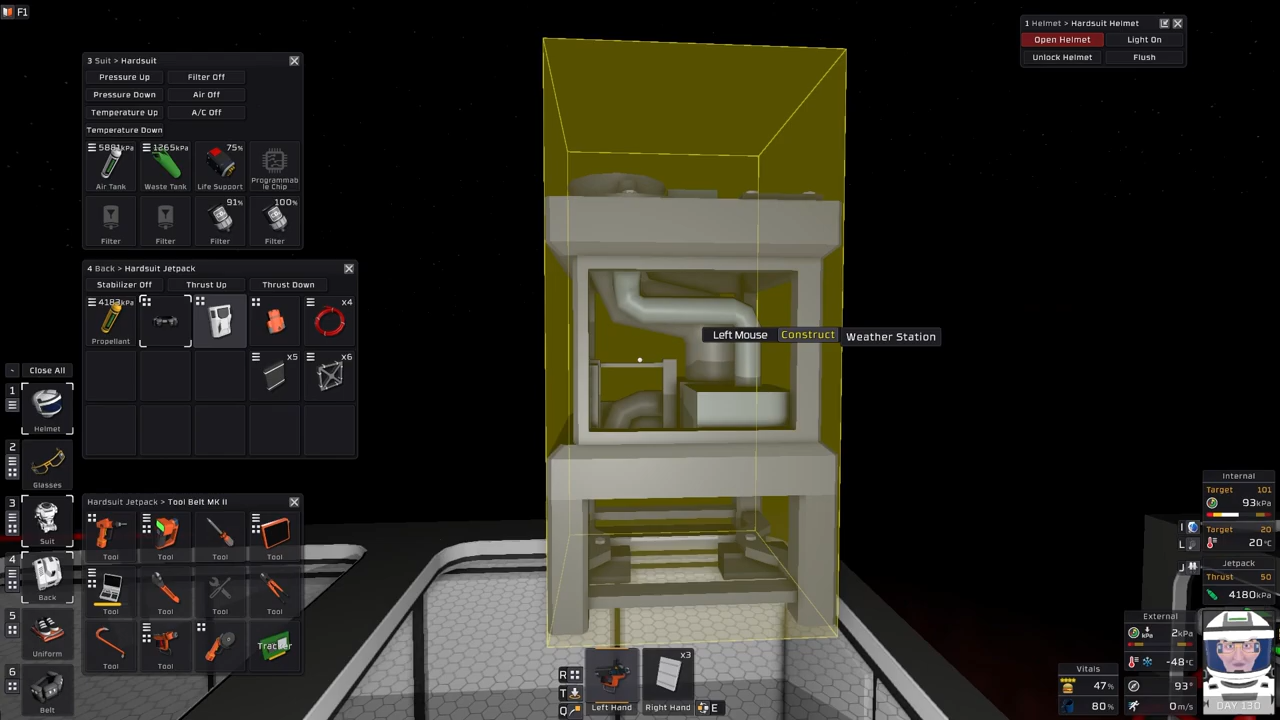 F1
3 Suit > Hardsuit
Pressure Up Filter Off
Pressure Down Air Off
Temperature Up A/C Off
Temperature Down
5881kPa 1265kPa 75%
Air Tank Waste Tank Life Support Programmab
le Chip
91% 100%
Filter Filter Filter Filter
4 Back > Hardsuit Jetpack
Stabilizer Off Thrust Up Thrust Down
4183kPa x4
Propellant
x5 x6
Close All
1
Helmet
2
Glasses
3
Suit
4
Back
5
Uniform
6
Belt
Hardsuit Jetpack > Tool Belt MK II
Tool Tool Tool Tool
Tool Tool Tool Tool
Tool Tool Tool Tracker
Left Mouse Construct Weather Station
1 Helmet > Hardsuit Helmet
Open Helmet Light On
Unlock Helmet Flush
R
T
Q
x3
Left Hand Right Hand E
Internal
Target 101
93kPa
Target 20
20°C
Jetpack
Thrust 50
4180kPa
I
L
J
External
kPa 2kPa
-48°C
93°
0m/s
Vitals
47%
80%
DAY 130